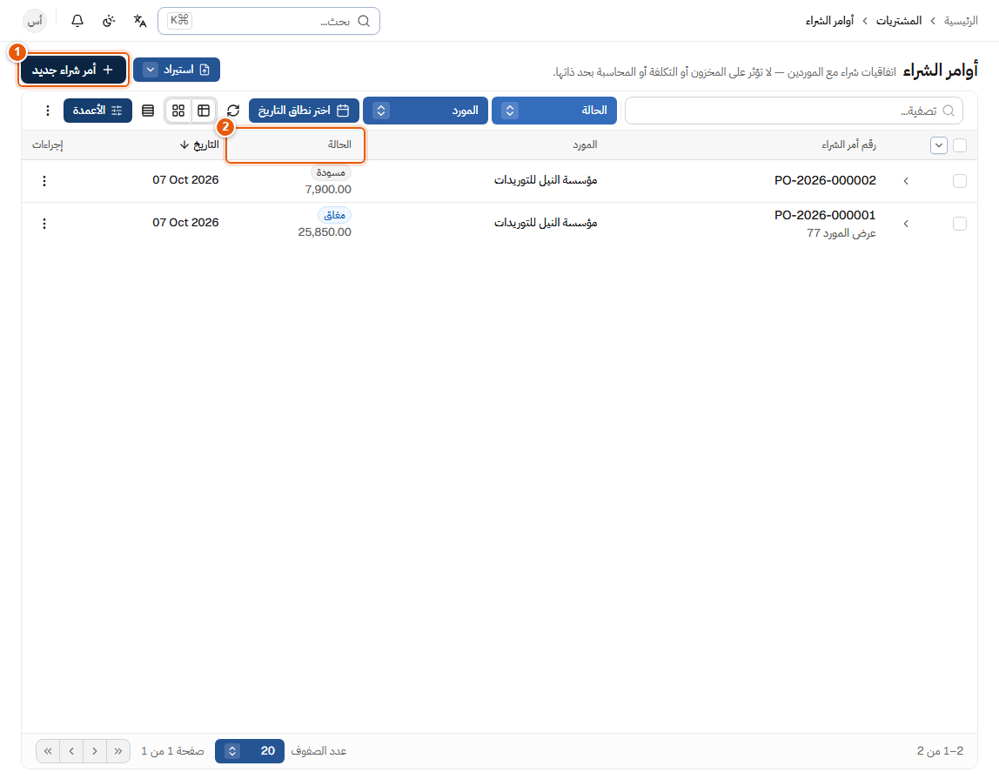 الرئيسية > المشتريات > أوامر الشراء
بحث... ⌘K
أس
أوامر الشراء
اتفاقيات شراء مع الموردين — لا تؤثر على المخزون أو التكلفة أو المحاسبة بحد ذاتها.
استيراد
+ أمر شراء جديد
1
تصفية...
الحالة
المورد
اختر نطاق التاريخ
الأعمدة
2
رقم أمر الشراء
المورد
الحالة
التاريخ ↓
إجراءات
PO-2026-000002
مؤسسة النيل للتوريدات
مسودة
7,900.00
07 Oct 2026
PO-2026-000001
عرض المورد 77
مؤسسة النيل للتوريدات
مغلق
25,850.00
07 Oct 2026
1–2 من 2
عدد الصفوف
20
صفحة 1 من 1